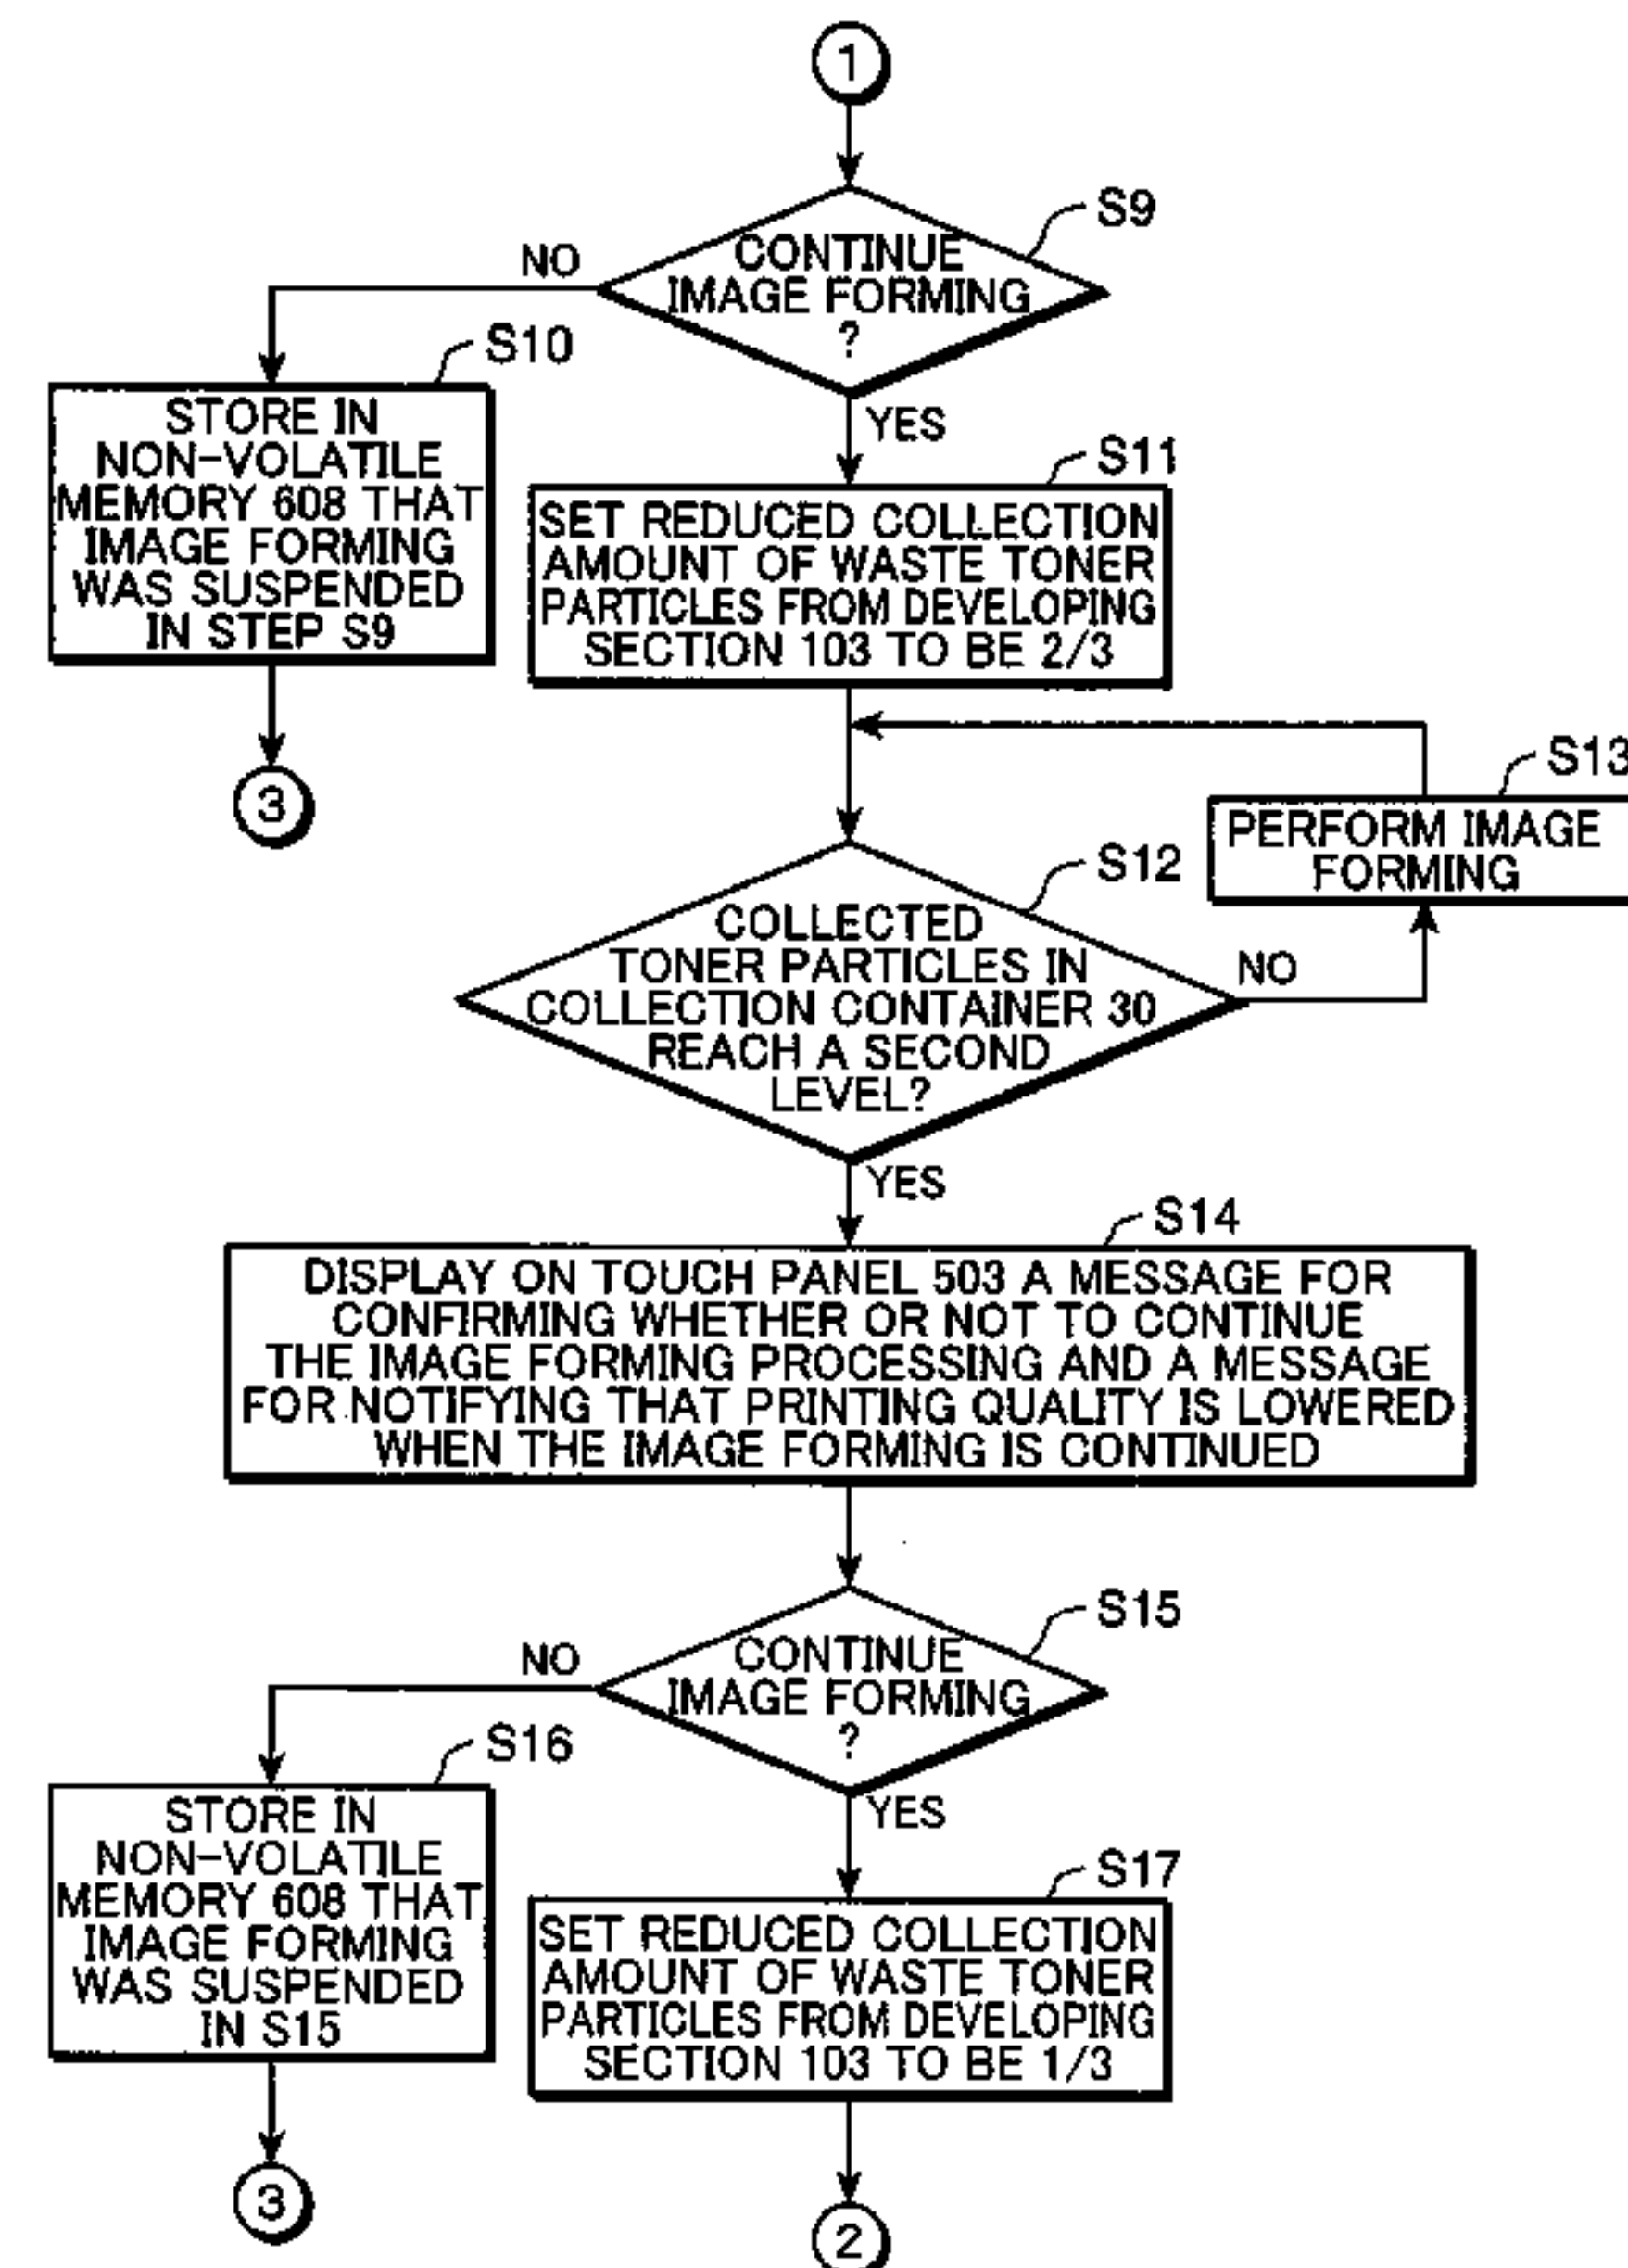 1
S9
CONTINUE
IMAGE FORMING
?
NO
YES
S10
STORE IN
NON-VOLATILE
MEMORY 608 THAT
IMAGE FORMING
WAS SUSPENDED
IN STEP S9
3
S11
SET REDUCED COLLECTION
AMOUNT OF WASTE TONER
PARTICLES FROM DEVELOPING
SECTION 103 TO BE 2/3
S13
PERFORM IMAGE
FORMING
S12
COLLECTED
TONER PARTICLES IN
COLLECTION CONTAINER 30
REACH A SECOND
LEVEL?
NO
YES
S14
DISPLAY ON TOUCH PANEL 503 A MESSAGE FOR
CONFIRMING WHETHER OR NOT TO CONTINUE
THE IMAGE FORMING PROCESSING AND A MESSAGE
FOR NOTIFYING THAT PRINTING QUALITY IS LOWERED
WHEN THE IMAGE FORMING IS CONTINUED
S15
CONTINUE
IMAGE FORMING
?
NO
YES
S16
STORE IN
NON-VOLATILE
MEMORY 608 THAT
IMAGE FORMING
WAS SUSPENDED
IN S15
3
S17
SET REDUCED COLLECTION
AMOUNT OF WASTE TONER
PARTICLES FROM DEVELOPING
SECTION 103 TO BE 1/3
2